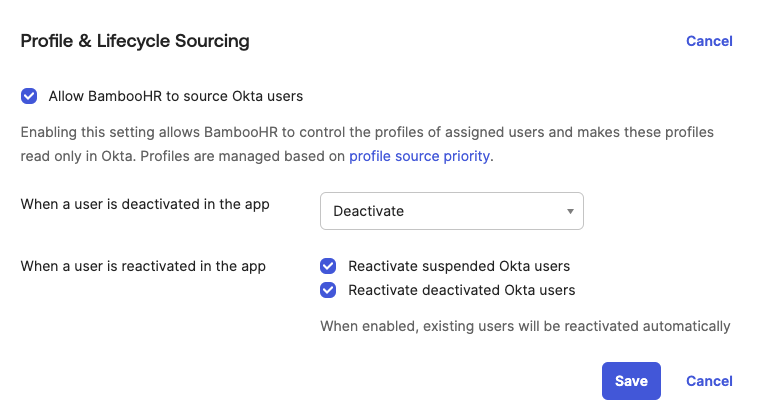 Profile & Lifecycle Sourcing
Cancel
Allow BambooHR to source Okta users
Enabling this setting allows BambooHR to control the profiles of assigned users and makes these profiles
read only in Okta. Profiles are managed based on profile source priority.
When a user is deactivated in the app
Deactivate
When a user is reactivated in the app
Reactivate suspended Okta users
Reactivate deactivated Okta users
When enabled, existing users will be reactivated automatically
Save
Cancel